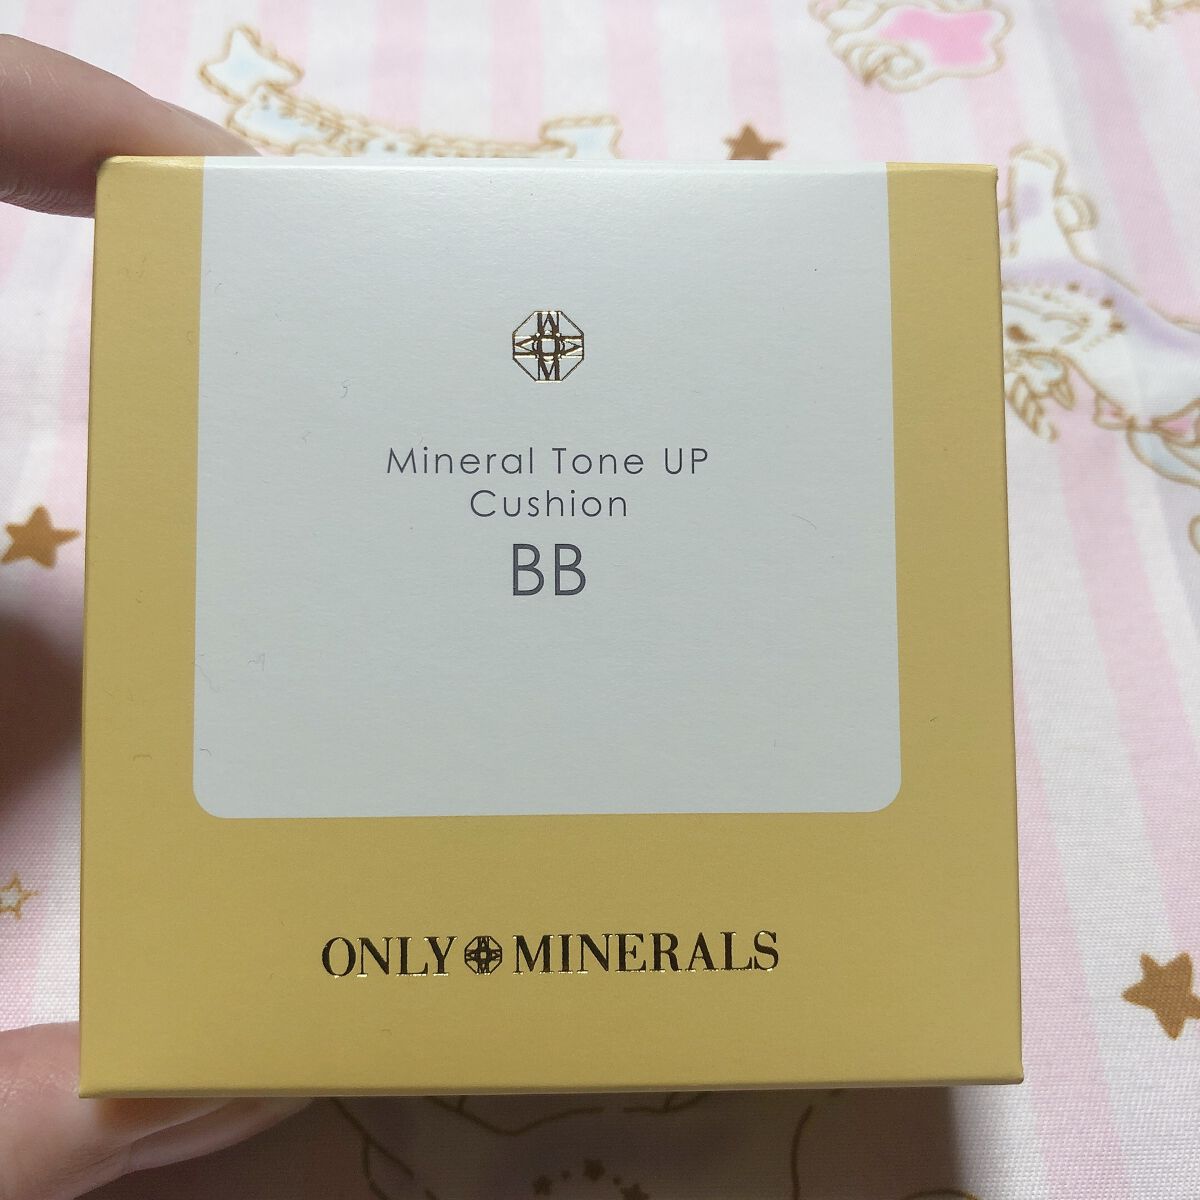 Mineral Tone UP
Cushion
BB
ONLY MINERALS